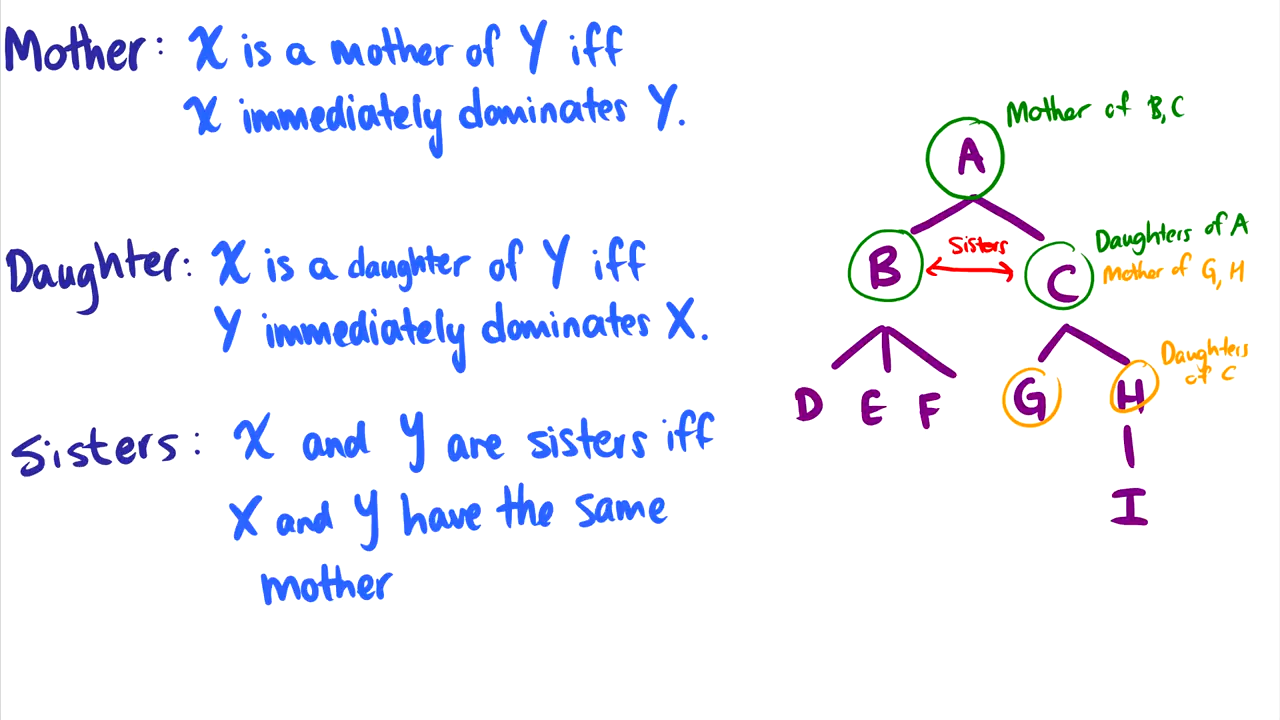 Mother: X is a mother of Y iff
X immediately dominates Y.
Daughter: X is a daughter of Y iff
Y immediately dominates X.
Sisters: X and Y are sisters iff
X and Y have the same
mother
Mother of B, C
A
Sisters
Daughters of A
B
C
Mother of G, H
Daughters
of C
D E F G H
I